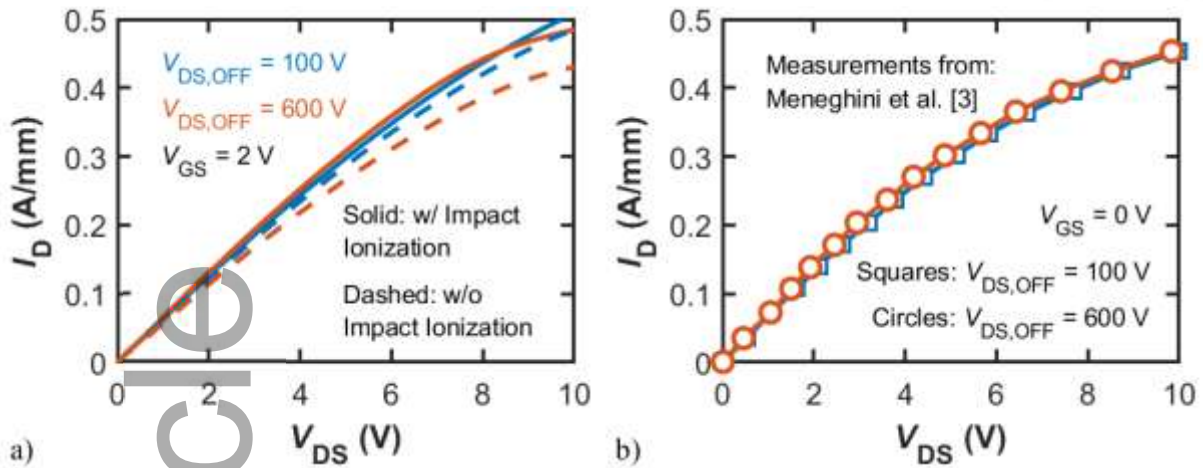 0.5
0.4
0.3
0.2
0.1
0
I_D (A/mm)
V_DS,OFF = 100 V
V_DS,OFF = 600 V
V_GS = 2 V
Solid: w/ Impact
Ionization
Dashed: w/o
Impact Ionization
0 2 4 6 8 10
V_DS (V)
a)
cle
0.5
0.4
0.3
0.2
0.1
0
I_D (A/mm)
Measurements from:
Meneghini et al. [3]
V_GS = 0 V
Squares: V_DS,OFF = 100 V
Circles: V_DS,OFF = 600 V
0 2 4 6 8 10
V_DS (V)
b)